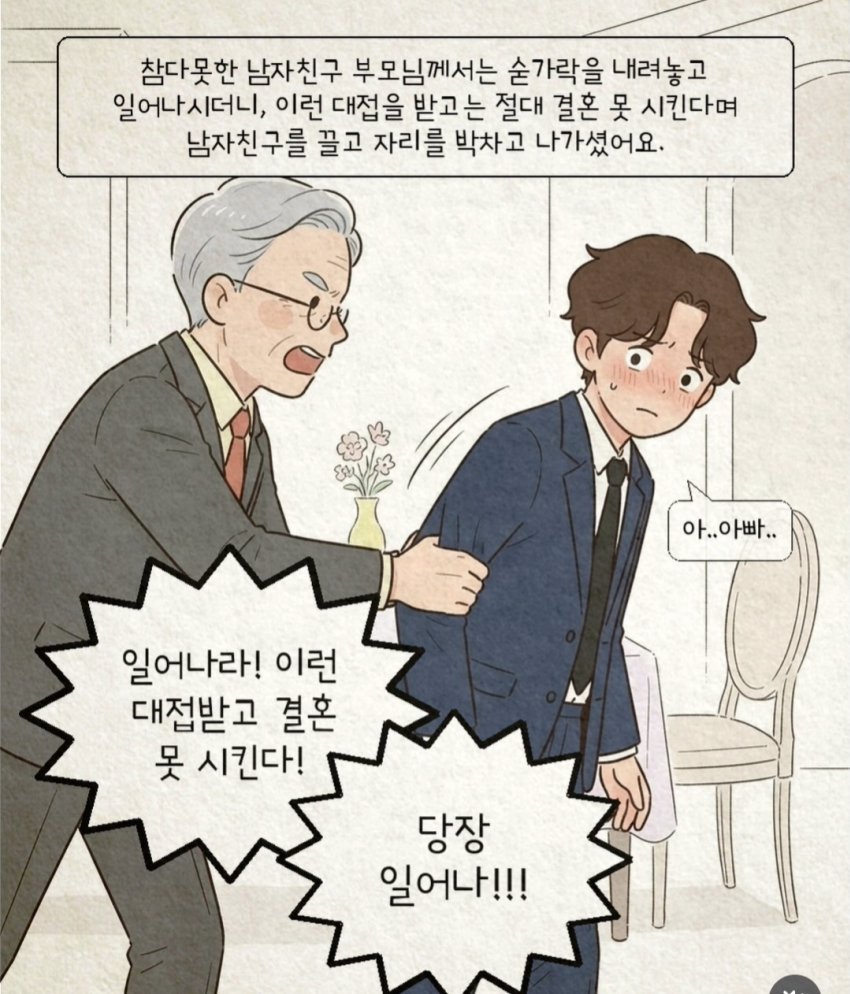 참다못한 남자친구 부모님께서는 숟가락을 내려놓고
일어나시더니, 이런 대접을 받고는 절대 결혼 못 시킨다며
남자친구를 끌고 자리를 박차고 나가셨어요.
아..아빠..
일어나라! 이런
대접받고 결혼
못 시킨다!
당장
일어나!!!